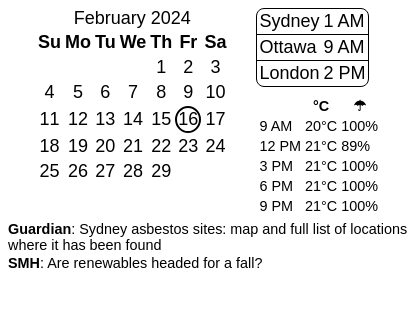 February 2024
Su Mo Tu We Th Fr Sa
1 2 3
4 5 6 7 8 9 10
11 12 13 14 15 16 17
18 19 20 21 22 23 24
25 26 27 28 29
Sydney 1 AM
Ottawa 9 AM
London 2 PM
°C ☂
9 AM 20°C 100%
12 PM 21°C 89%
3 PM 21°C 100%
6 PM 21°C 100%
9 PM 21°C 100%
Guardian: Sydney asbestos sites: map and full list of locations
where it has been found
SMH: Are renewables headed for a fall?